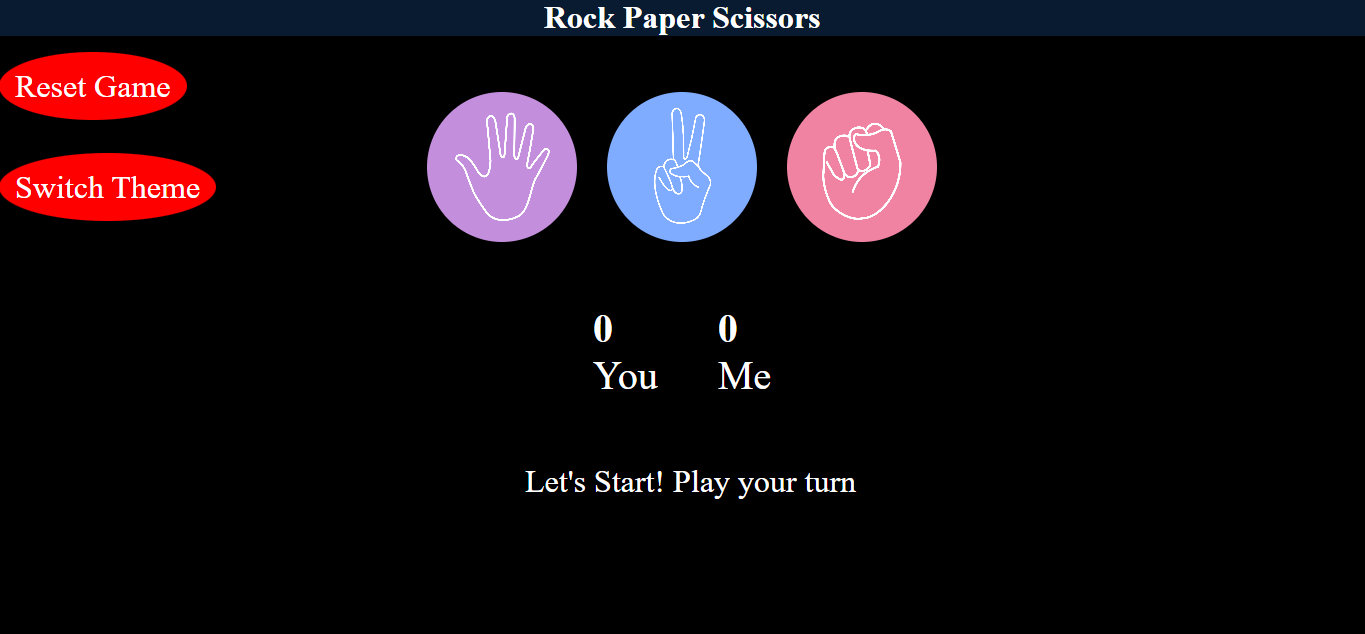 Rock Paper Scissors
Reset Game
Switch Theme
0 0
You Me
Let's Start! Play your turn